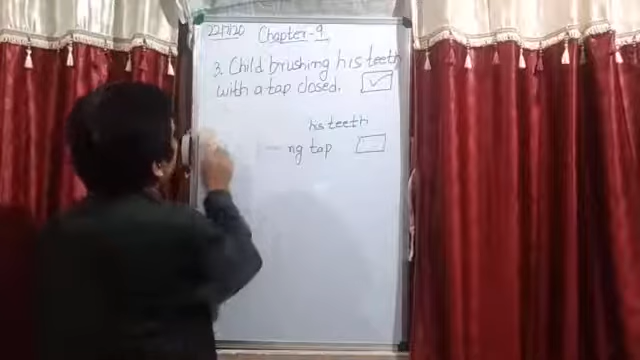 22/7/20 Chapter-9
3. Child brushing his teeth
with a tap closed.
his teeth
ng tap